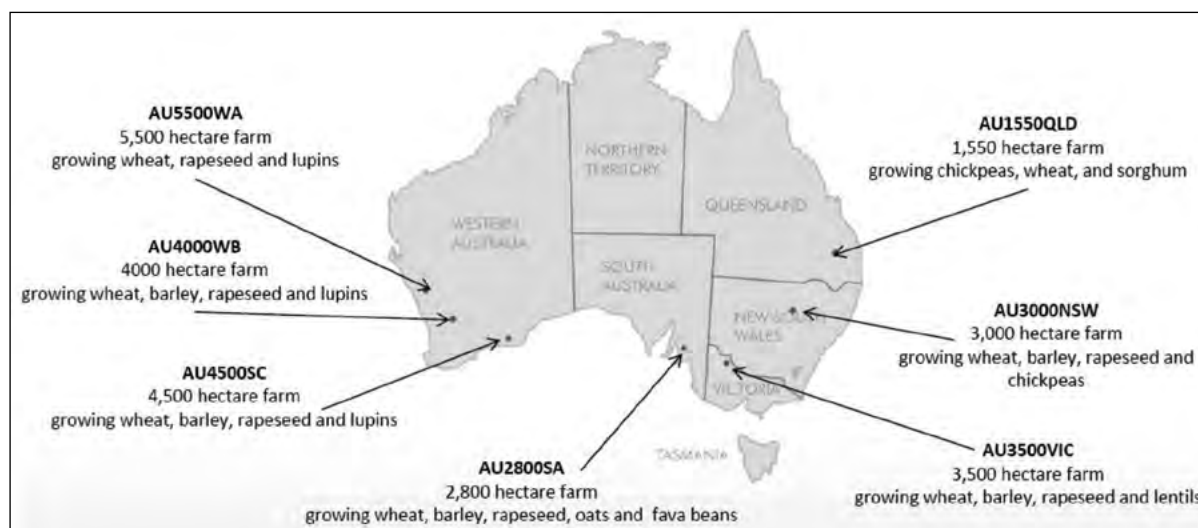 AU5500WA
5,500 hectare farm
growing wheat, rapeseed and lupins
AU4000WB
4000 hectare farm
growing wheat, barley, rapeseed and lupins
AU4500SC
4,500 hectare farm
growing wheat, barley, rapeseed and lupins
AU2800SA
2,800 hectare farm
growing wheat, barley, rapeseed, oats and fava beans
WESTERN
AUSTRALIA
NORTHERN
TERRITORY
SOUTH
AUSTRALIA
QUEENSLAND
NEW SOUTH
WALES
VICTORIA
TASMANIA
AU1550QLD
1,550 hectare farm
growing chickpeas, wheat, and sorghum
AU3000NSW
3,000 hectare farm
growing wheat, barley, rapeseed and
chickpeas
AU3500VIC
3,500 hectare farm
growing wheat, barley, rapeseed and lentils